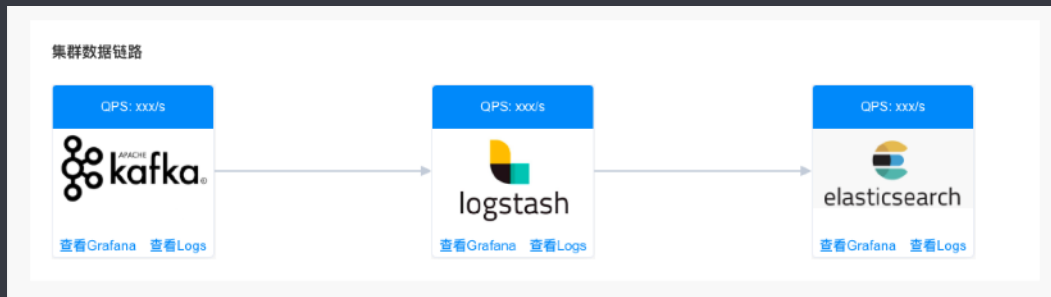 集群数据链路
QPS: xxx/s
QPS: xxx/s
QPS: xxx/s
APACHE
kafka
logstash
elasticsearch
查看Grafana 查看Logs
查看Grafana 查看Logs
查看Grafana 查看Logs